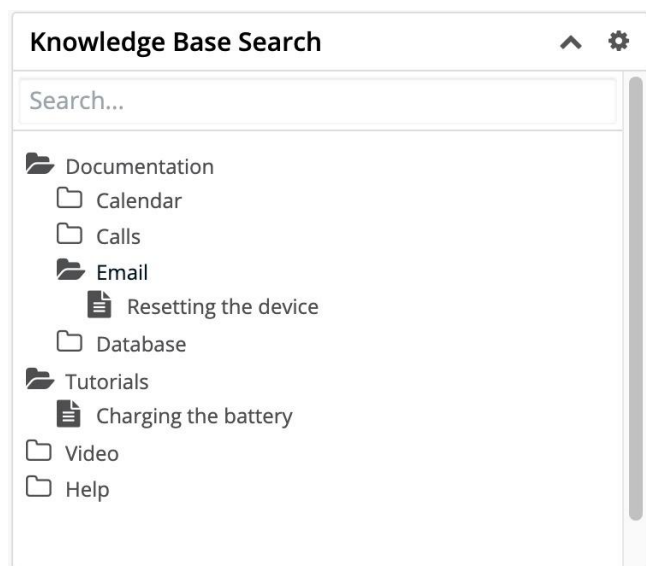 Knowledge Base Search
Search...
Documentation
Calendar
Calls
Email
Resetting the device
Database
Tutorials
Charging the battery
Video
Help